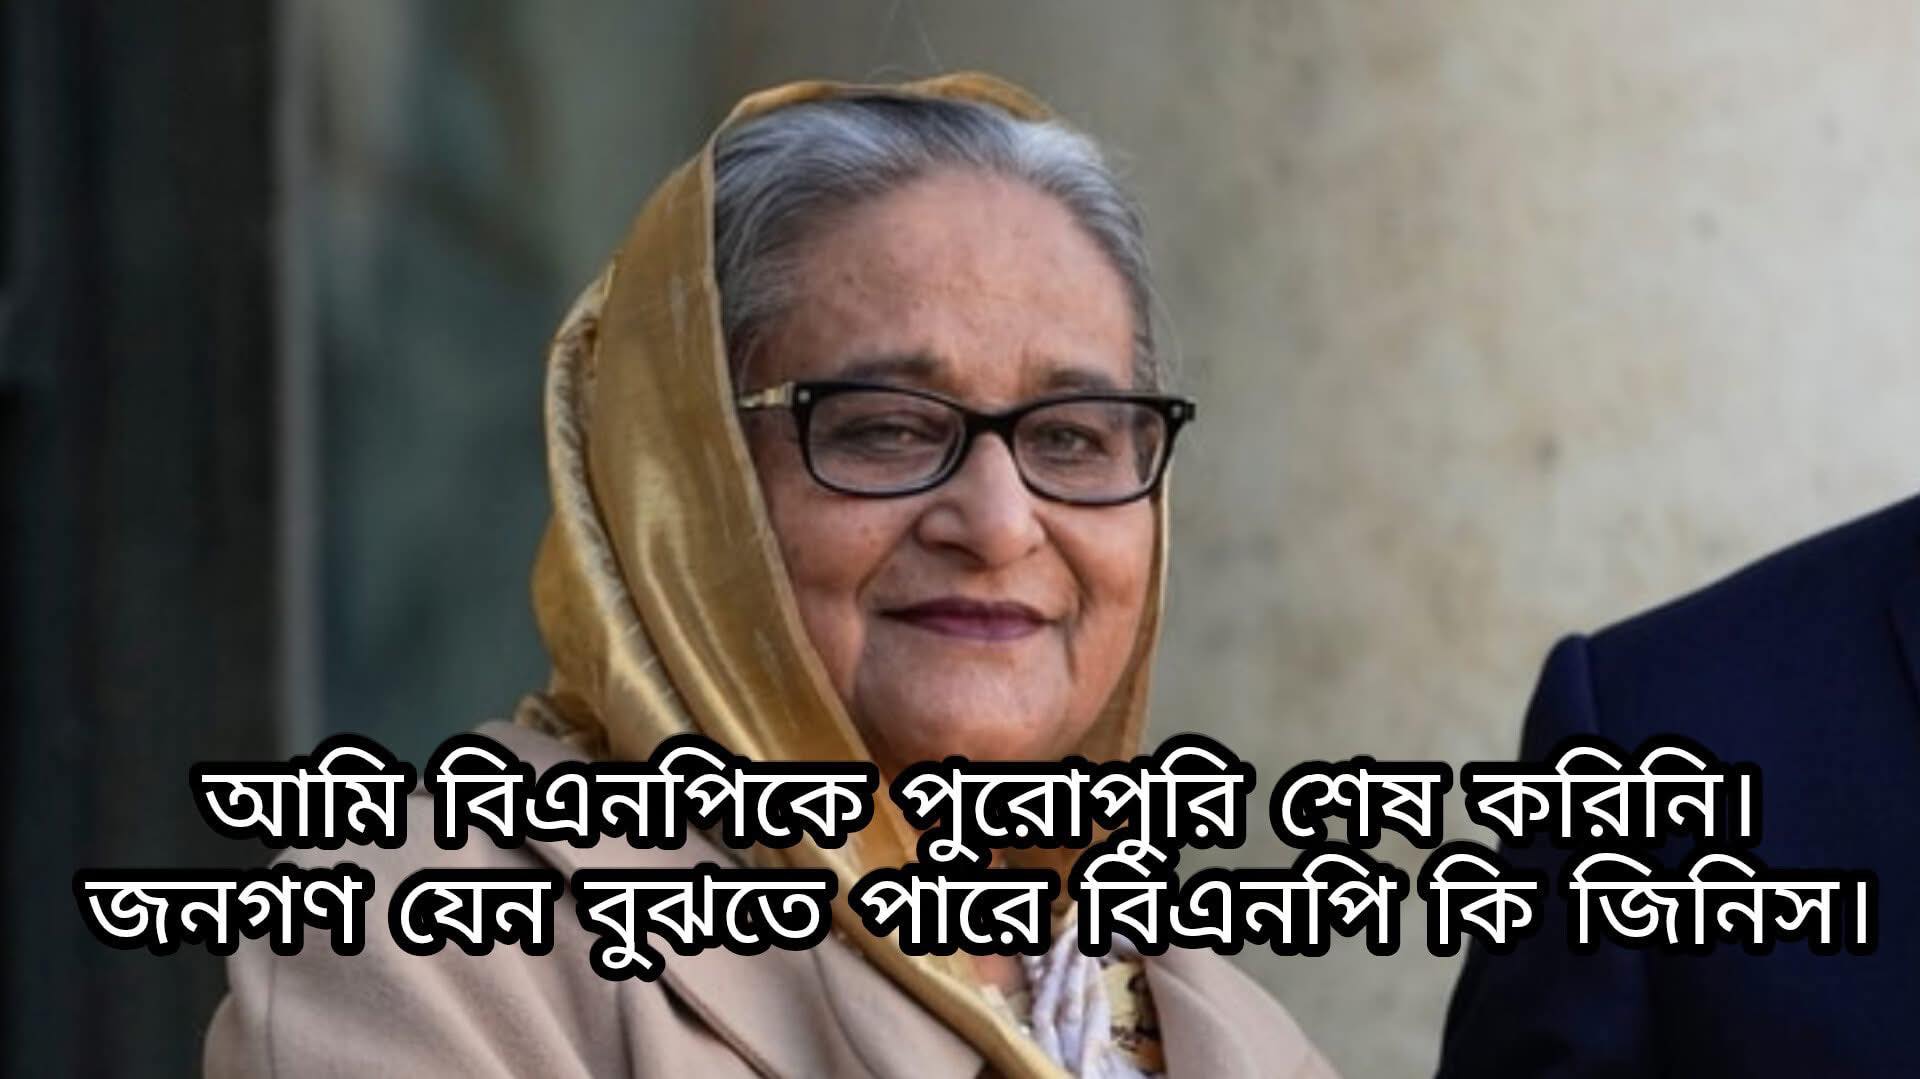 আমি বিএনপিকে পুরোপুরি শেষ করিনি।
জনগণ যেন বুঝতে পারে বিএনপি কি জিনিস।